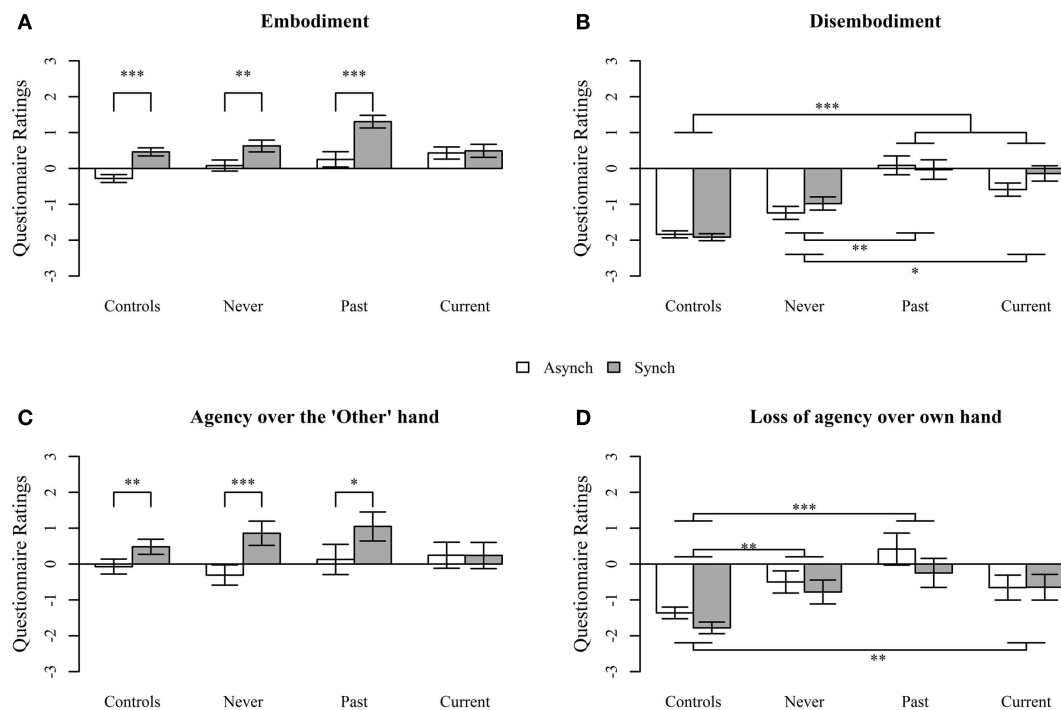 A Embodiment
Questionnaire Ratings
3
2
1
0
-1
-2
-3
*** ** ***
Controls Never Past Current
B Disembodiment
Questionnaire Ratings
3
2
1
0
-1
-2
-3
***
**
*
Controls Never Past Current
Asynch Synch
C Agency over the 'Other' hand
Questionnaire Ratings
3
2
1
0
-1
-2
-3
** *** *
Controls Never Past Current
D Loss of agency over own hand
Questionnaire Ratings
3
2
1
0
-1
-2
-3
***
**
**
Controls Never Past Current